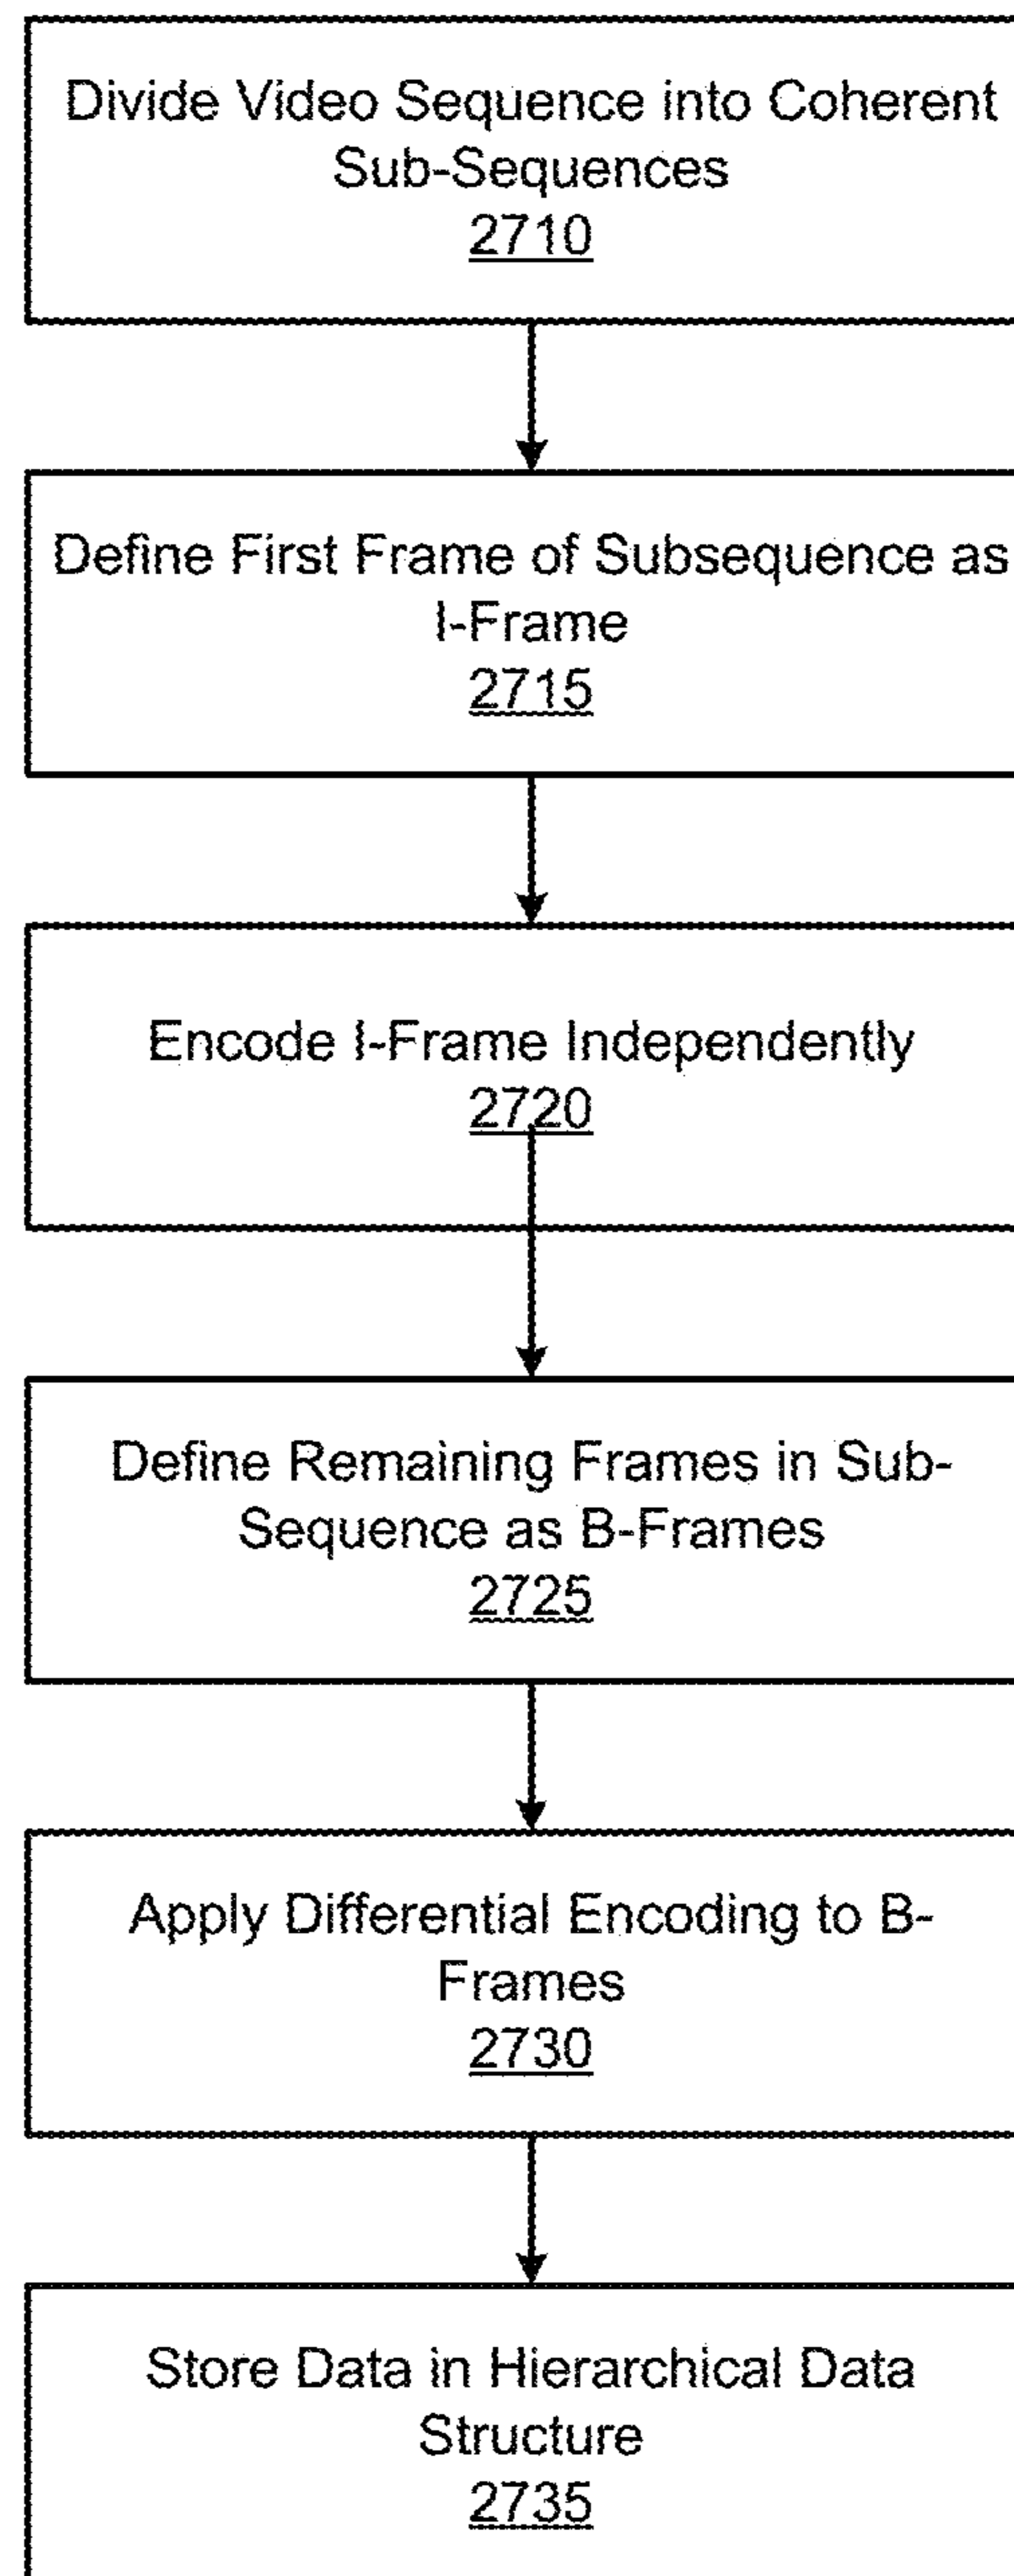 Divide Video Sequence into Coherent
Sub-Sequences
2710
Define First Frame of Subsequence as
I-Frame
2715
Encode I-Frame Independently
2720
Define Remaining Frames in Sub-
Sequence as B-Frames
2725
Apply Differential Encoding to B-
Frames
2730
Store Data in Hierarchical Data
Structure
2735